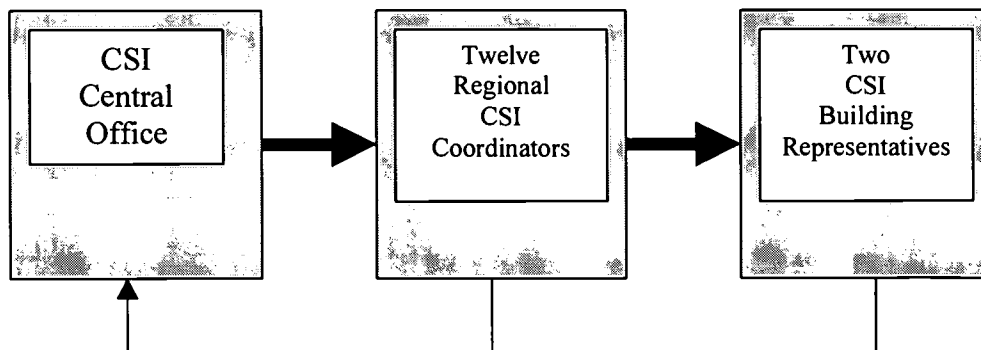 CSI
Central
Office
Twelve
Regional
CSI
Coordinators
Two
CSI
Building
Representatives